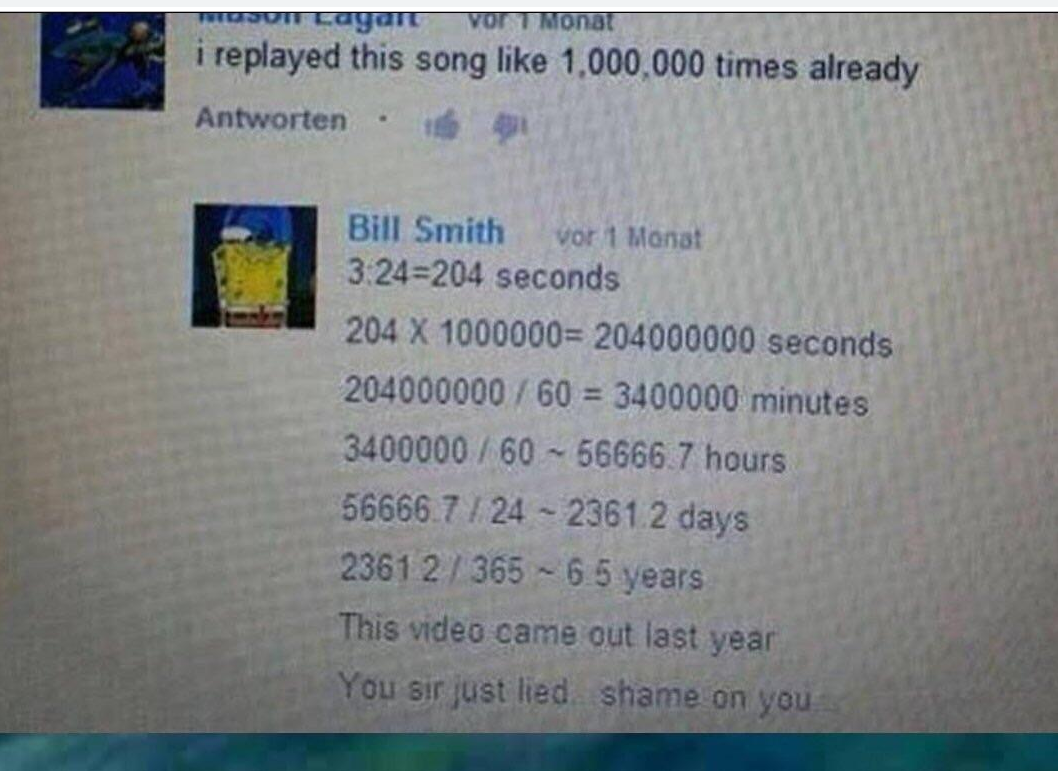 vor 1 Monat
i replayed this song like 1,000,000 times already
Antworten
Bill Smith vor 1 Monat
3:24=204 seconds
204 X 1000000= 204000000 seconds
204000000 / 60 = 3400000 minutes
3400000 / 60 ~ 56666.7 hours
56666.7 / 24 ~ 2361.2 days
2361.2 / 365 ~ 6.5 years
This video came out last year
You sir just lied.. shame on you...